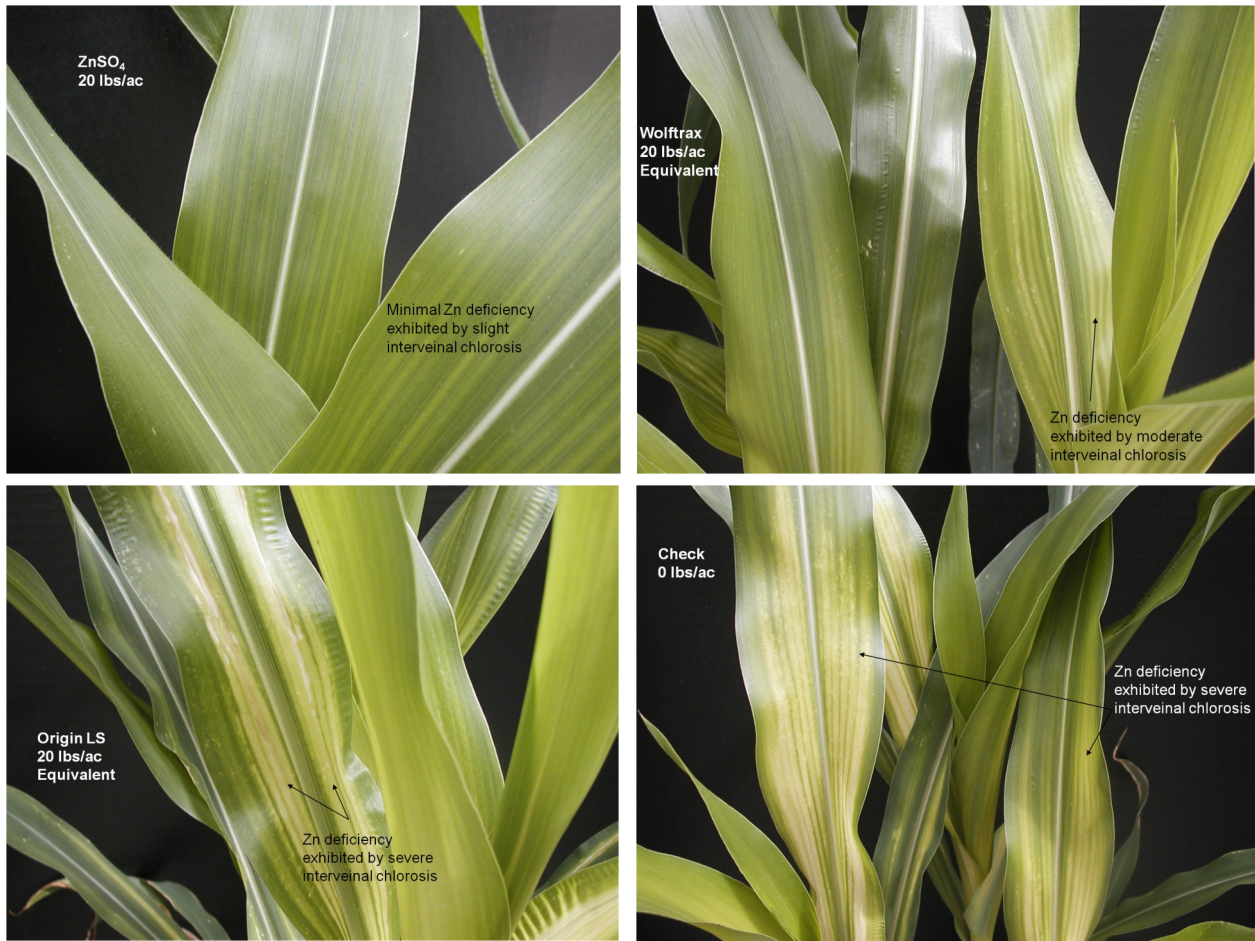 ZnSO₄
20 lbs/ac
Minimal Zn deficiency
exhibited by slight
interveinal chlorosis
Wolftrax
20 lbs/ac
Equivalent
Zn deficiency
exhibited by moderate
interveinal chlorosis
Origin LS
20 lbs/ac
Equivalent
Zn deficiency
exhibited by severe
interveinal chlorosis
Check
0 lbs/ac
Zn deficiency
exhibited by severe
interveinal chlorosis